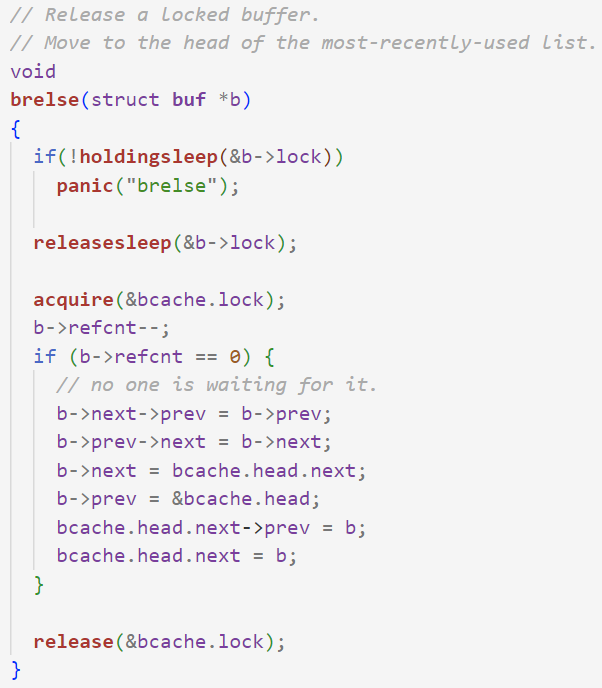 // Release a locked buffer.
// Move to the head of the most-recently-used list.
void
brelse(struct buf *b)
{
  if(!holdingsleep(&b->lock))
    panic("brelse");

  releasesleep(&b->lock);

  acquire(&bcache.lock);
  b->refcnt--;
  if (b->refcnt == 0) {
    // no one is waiting for it.
    b->next->prev = b->prev;
    b->prev->next = b->next;
    b->next = bcache.head.next;
    b->prev = &bcache.head;
    bcache.head.next->prev = b;
    bcache.head.next = b;
  }

  release(&bcache.lock);
}